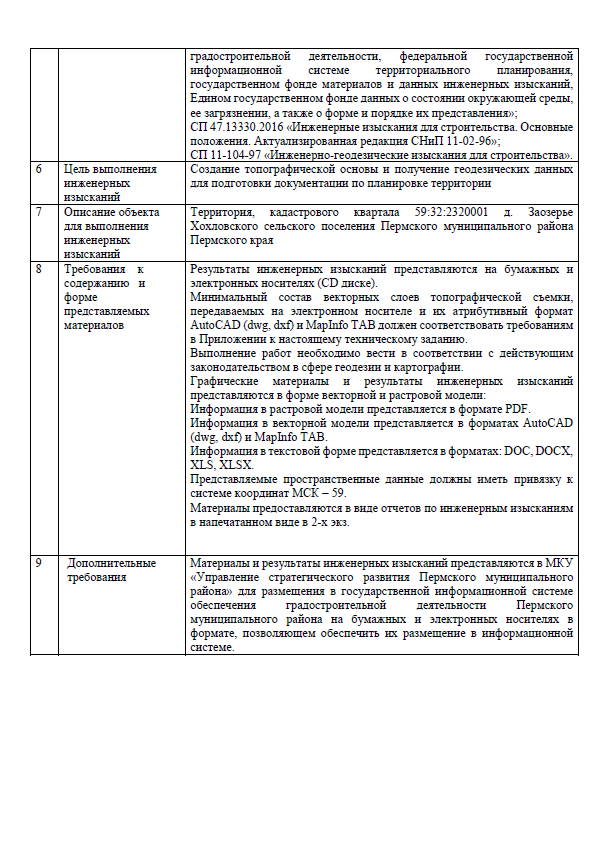 градостроительной деятельности, федеральной государственной
информационной системе территориального планирования,
государственном фонде материалов и данных инженерных изысканий,
Едином государственном фонде данных о состоянии окружающей среды,
ее загрязнении, а также о форме и порядке их представления»;
СП 47.13330.2016 «Инженерные изыскания для строительства. Основные
положения. Актуализированная редакция СНиП 11-02-96»;
СП 11-104-97 «Инженерно-геодезические изыскания для строительства».
6 Цель выполнения
инженерных
изысканий
Создание топографической основы и получение геодезических данных
для подготовки документации по планировке территории
7 Описание объекта
для выполнения
инженерных
изысканий
Территория, кадастрового квартала 59:32:2320001 д. Заозерье
Хохловского сельского поселения Пермского муниципального района
Пермского края
8 Требования к
содержанию и
форме
представляемых
материалов
Результаты инженерных изысканий представляются на бумажных и
электронных носителях (CD диске).
Минимальный состав векторных слоев топографической съемки,
передаваемых на электронном носителе и их атрибутивный формат
AutoCAD (dwg, dxf) и MapInfo TAB должен соответствовать требованиям
в Приложении к настоящему техническому заданию.
Выполнение работ необходимо вести в соответствии с действующим
законодательством в сфере геодезии и картографии.
Графические материалы и результаты инженерных изысканий
представляются в форме векторной и растровой модели:
Информация в растровой модели представляется в формате PDF.
Информация в векторной модели представляется в форматах AutoCAD
(dwg, dxf) и MapInfo TAB.
Информация в текстовой форме представляется в форматах: DOC, DOCX,
XLS, XLSX.
Представляемые пространственные данные должны иметь привязку к
системе координат МСК – 59.
Материалы предоставляются в виде отчетов по инженерным изысканиям
в напечатанном виде в 2-х экз.
9 Дополнительные
требования
Материалы и результаты инженерных изысканий представляются в МКУ
«Управление стратегического развития Пермского муниципального
района» для размещения в государственной информационной системе
обеспечения градостроительной деятельности Пермского
муниципального района на бумажных и электронных носителях в
формате, позволяющем обеспечить их размещение в информационной
системе.